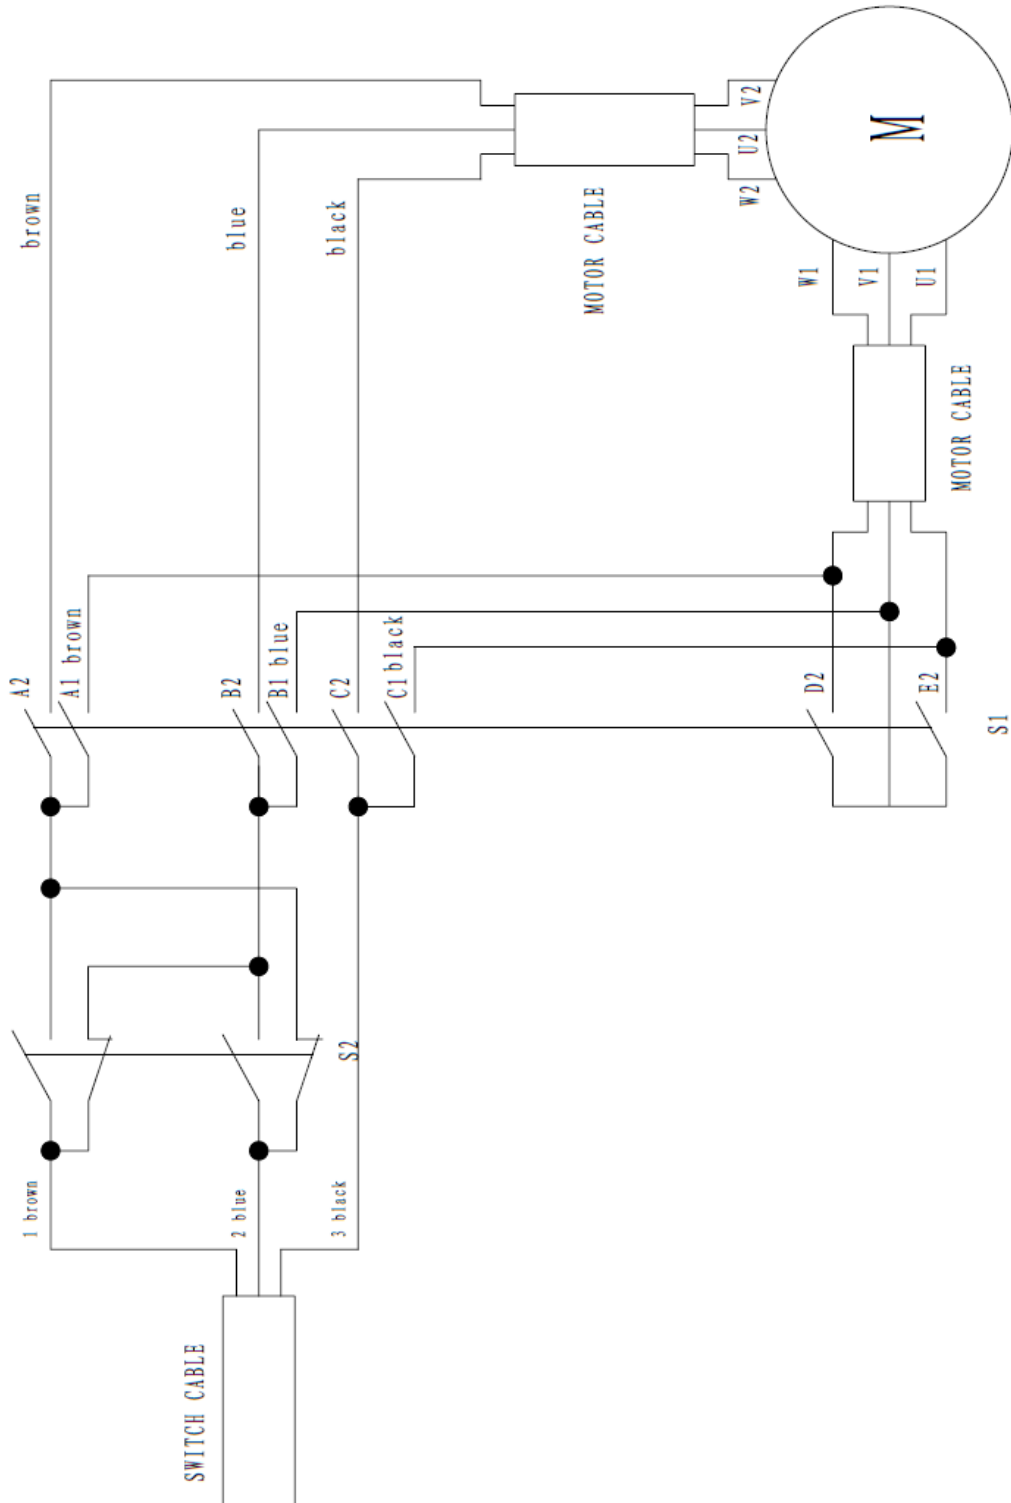 brown
blue
black
MOTOR CABLE
V2
U2
W2
M
W1
V1
U1
MOTOR CABLE
A2
A1 brown
B2
B1 blue
C2
C1 black
D2
E2
S1
S2
1 brown
2 blue
3 black
SWITCH CABLE